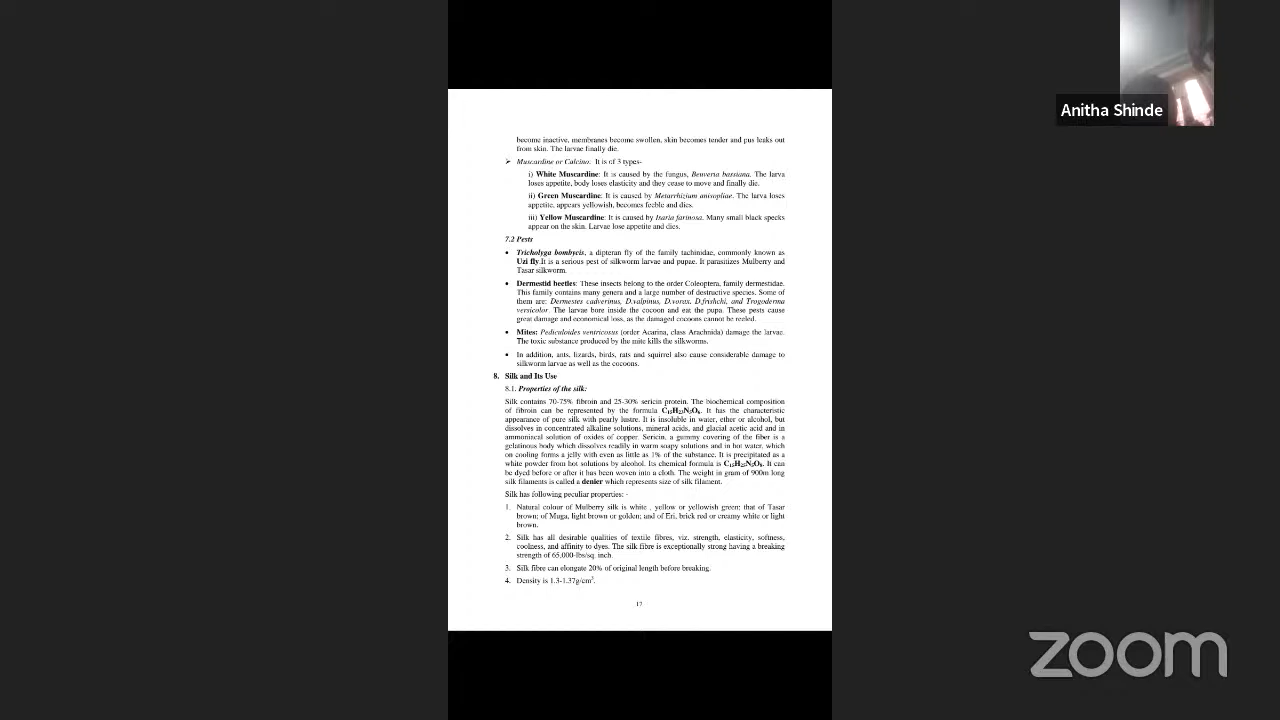 Anitha Shinde
become inactive, membranes become swollen, skin becomes tender and pus leaks out
from skin. The larvae finally die.
➢ Muscardine or Calcino: It is of 3 types-
i) White Muscardine: It is caused by the fungus, Beuveria bassiana. The larva
loses appetite, body loses elasticity and they cease to move and finally die.
ii) Green Muscardine: It is caused by Metarrhizium anisopliae. The larva loses
appetite, appears yellowish, becomes feeble and dies.
iii) Yellow Muscardine: It is caused by Isaria farinosa. Many small black specks
appear on the skin. Larvae lose appetite and dies.
7.2 Pests
• Tricholyga bombycis, a dipteran fly of the family tachinidae, commonly known as
Uzi fly.It is a serious pest of silkworm larvae and pupae. It parasitizes Mulberry and
Tasar silkworm.
• Dermestid beetles: These insects belong to the order Coleoptera, family dermestidae.
This family contains many genera and a large number of destructive species. Some of
them are: Dermestes cadverinus, D.valpinus, D.vorax, D.frishchi, and Trogoderma
versicolor. The larvae bore inside the cocoon and eat the pupa. These pests cause
great damage and economical loss, as the damaged cocoons cannot be reeled.
• Mites: Pediculoides ventricosus (order Acarina, class Arachnida) damage the larvae.
The toxic substance produced by the mite kills the silkworms.
• In addition, ants, lizards, birds, rats and squirrel also cause considerable damage to
silkworm larvae as well as the cocoons.
8. Silk and Its Use
8.1. Properties of the silk:
Silk contains 70-75% fibroin and 25-30% sericin protein. The biochemical composition
of fibroin can be represented by the formula C₁₅H₂₃N₅O₆. It has the characteristic
appearance of pure silk with pearly lustre. It is insoluble in water, ether or alcohol, but
dissolves in concentrated alkaline solutions, mineral acids, and glacial acetic acid and in
ammoniacal solution of oxides of copper. Sericin, a gummy covering of the fiber is a
gelatinous body which dissolves readily in warm soapy solutions and in hot water, which
on cooling forms a jelly with even as little as 1% of the substance. It is precipitated as a
white powder from hot solutions by alcohol. Its chemical formula is C₁₅H₂₅N₅O₈. It can
be dyed before or after it has been woven into a cloth. The weight in gram of 900m long
silk filaments is called a denier which represents size of silk filament.
Silk has following peculiar properties: -
1. Natural colour of Mulberry silk is white , yellow or yellowish green; that of Tasar
brown; of Muga, light brown or golden; and of Eri, brick red or creamy white or light
brown.
2. Silk has all desirable qualities of textile fibres, viz. strength, elasticity, softness,
coolness, and affinity to dyes. The silk fibre is exceptionally strong having a breaking
strength of 65,000-lbs/sq. inch.
3. Silk fibre can elongate 20% of original length before breaking.
4. Density is 1.3-1.37g/cm³.
17
zoom